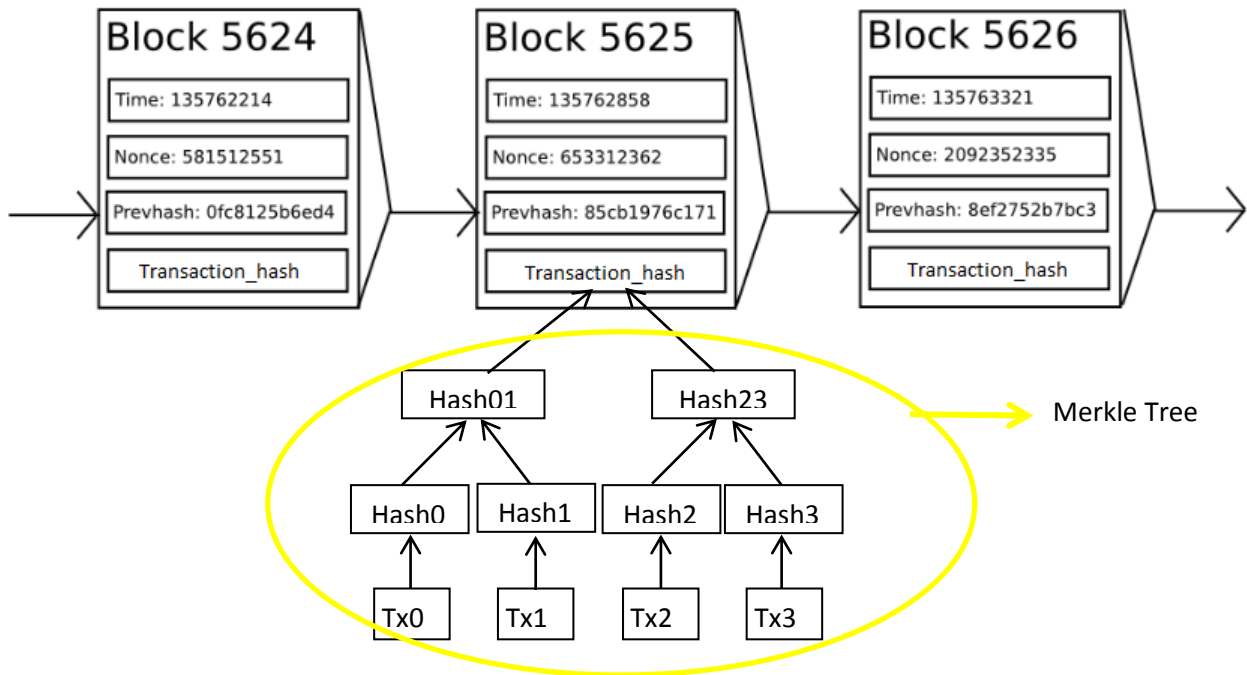 Block 5624
Time: 135762214
Nonce: 581512551
Prevhash: 0fc8125b6ed4
Transaction_hash
Block 5625
Time: 135762858
Nonce: 653312362
Prevhash: 85cb1976c171
Transaction_hash
Block 5626
Time: 135763321
Nonce: 2092352335
Prevhash: 8ef2752b7bc3
Transaction_hash
Hash01
Hash23
Merkle Tree
Hash0
Hash1
Hash2
Hash3
Tx0
Tx1
Tx2
Tx3